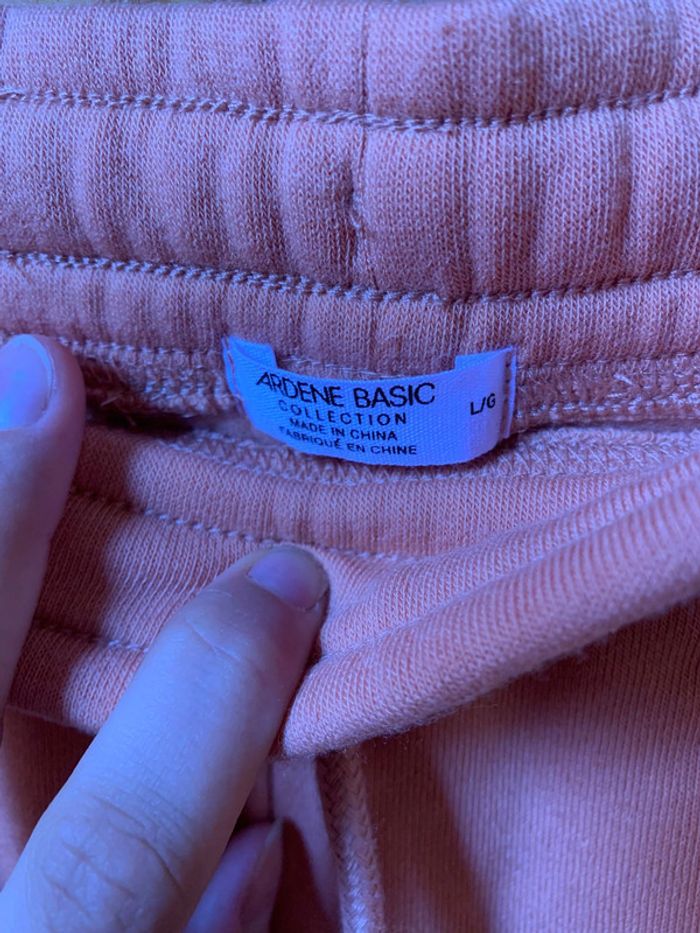 ARDENE BASIC
COLLECTION
MADE IN CHINA
FABRIQUÉ EN CHINE
L/G